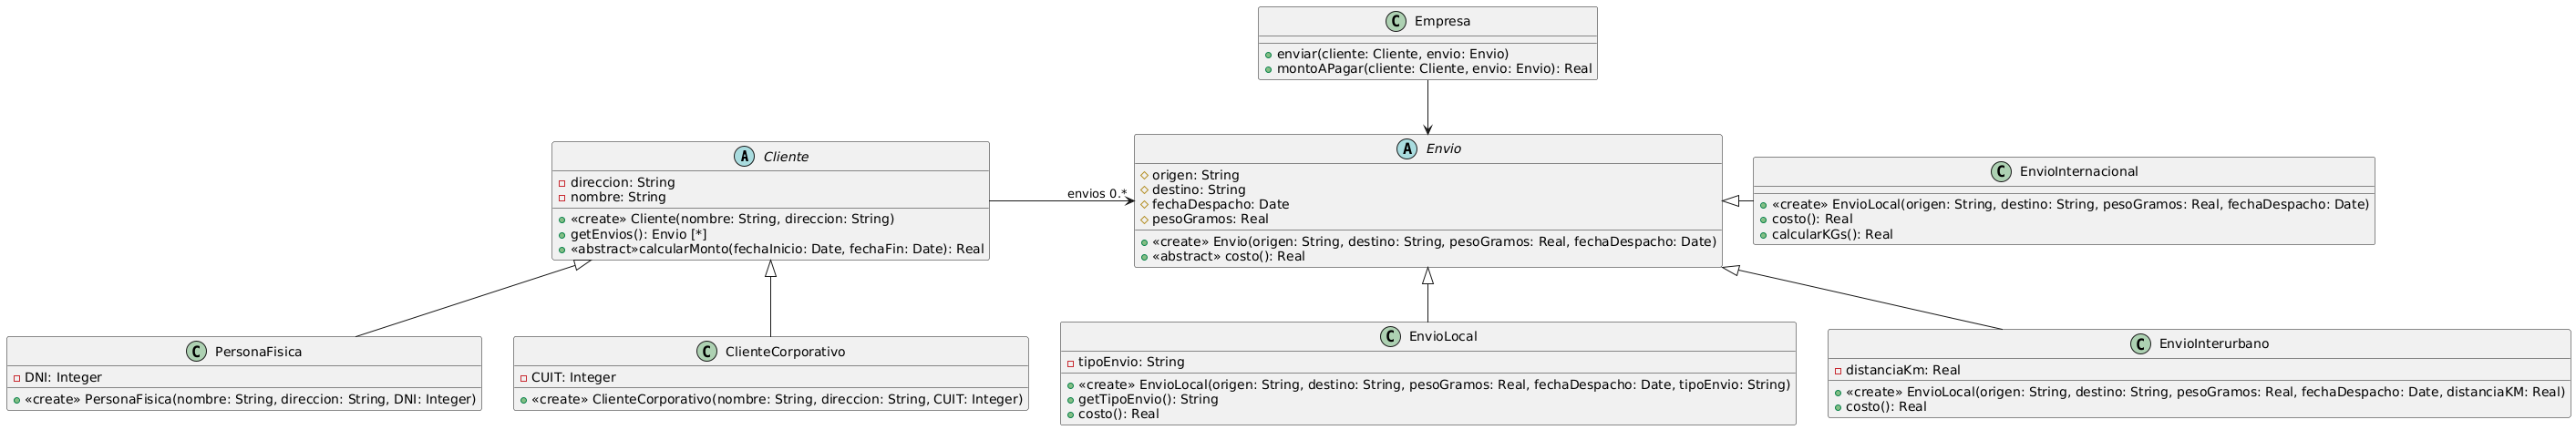 C Empresa
enviar(cliente: Cliente, envio: Envio)
montoAPagar(cliente: Cliente, envio: Envio): Real
A Cliente
direccion: String
nombre: String
«create» Cliente(nombre: String, direccion: String)
getEnvios(): Envio [*]
«abstract»calcularMonto(fechaInicio: Date, fechaFin: Date): Real
envios 0.*
A Envio
origen: String
destino: String
fechaDespacho: Date
pesoGramos: Real
«create» Envio(origen: String, destino: String, pesoGramos: Real, fechaDespacho: Date)
«abstract» costo(): Real
C EnvioInternacional
«create» EnvioLocal(origen: String, destino: String, pesoGramos: Real, fechaDespacho: Date)
costo(): Real
calcularKGs(): Real
C PersonaFisica
DNI: Integer
«create» PersonaFisica(nombre: String, direccion: String, DNI: Integer)
C ClienteCorporativo
CUIT: Integer
«create» ClienteCorporativo(nombre: String, direccion: String, CUIT: Integer)
C EnvioLocal
tipoEnvio: String
«create» EnvioLocal(origen: String, destino: String, pesoGramos: Real, fechaDespacho: Date, tipoEnvio: String)
getTipoEnvio(): String
costo(): Real
C EnvioInterurbano
distanciaKm: Real
«create» EnvioLocal(origen: String, destino: String, pesoGramos: Real, fechaDespacho: Date, distanciaKM: Real)
costo(): Real